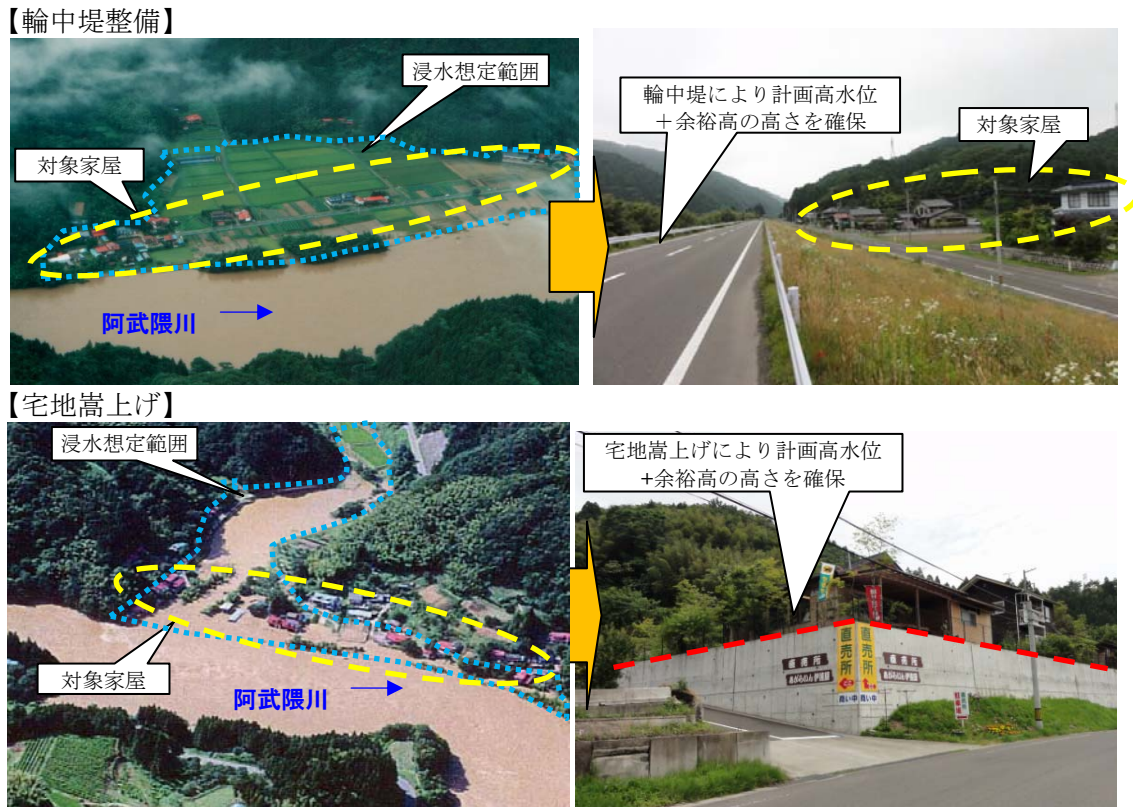 【輪中堤整備】
浸水想定範囲
対象家屋
阿武隈川
輪中堤により計画高水位
＋余裕高の高さを確保
対象家屋
【宅地嵩上げ】
浸水想定範囲
対象家屋
阿武隈川
宅地嵩上げにより計画高水位
+余裕高の高さを確保
直売所
直売所
直売所
直売所